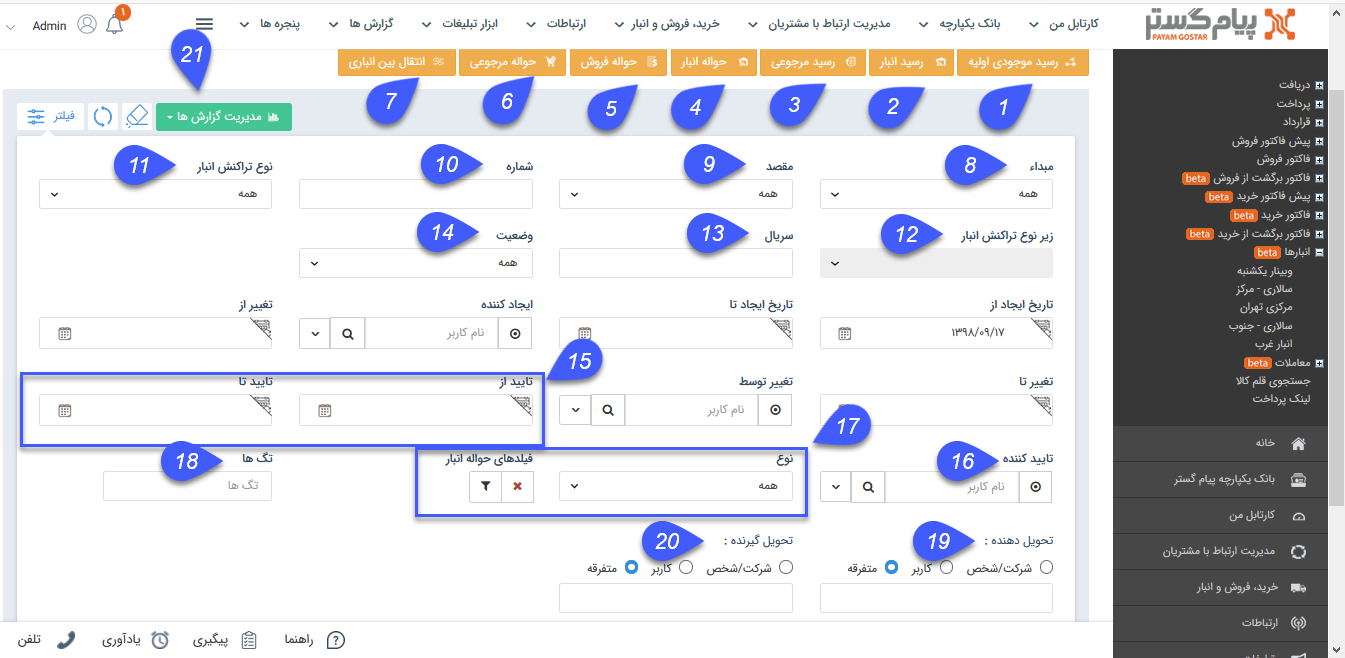 کارتابل من
بانک یکپارچه
مدیریت ارتباط با مشتریان
خرید، فروش و انبار
ارتباطات
ابزار تبلیغات
گزارش ها
پنجره ها
۱
Admin
پیام گستر
PAYAM GOSTAR
21
رسید موجودی اولیه
رسید انبار
رسید مرجوعی
حواله انبار
حواله فروش
حواله مرجوعی
انتقال بین انباری
1
2
3
4
5
6
7
مدیریت گزارش ها
فیلتر
مبداء
8
مقصد
9
شماره
10
نوع تراکنش انبار
11
همه
همه
همه
زیر نوع تراکنش انبار
12
سریال
13
وضعیت
14
همه
تاریخ ایجاد از
تاریخ ایجاد تا
ایجاد کننده
تغییر از
۱۳۹۸/۰۹/۱۷
نام کاربر
15
تغییر تا
تغییر توسط
تایید از
تایید تا
نام کاربر
17
تایید کننده
16
نوع
فیلدهای حواله انبار
تگ ها
18
نام کاربر
همه
تگ ها
تحویل دهنده :
19
تحویل گیرنده :
20
شرکت/شخص
کاربر
متفرقه
شرکت/شخص
کاربر
متفرقه
دریافت
پرداخت
قرارداد
پیش فاکتور فروش
فاکتور فروش
فاکتور برگشت از فروش beta
پیش فاکتور خرید beta
فاکتور خرید beta
فاکتور برگشت از خرید beta
انبارها beta
وبینار یکشنبه
سالاری - مرکز
مرکزی تهران
سالاری - جنوب
انبار غرب
معاملات beta
جستجوی قلم کالا
لینک پرداخت
خانه
بانک یکپارچه پیام گستر
کارتابل من
مدیریت ارتباط با مشتریان
خرید، فروش و انبار
ارتباطات
راهنما
پیگیری
یادآوری
تلفن